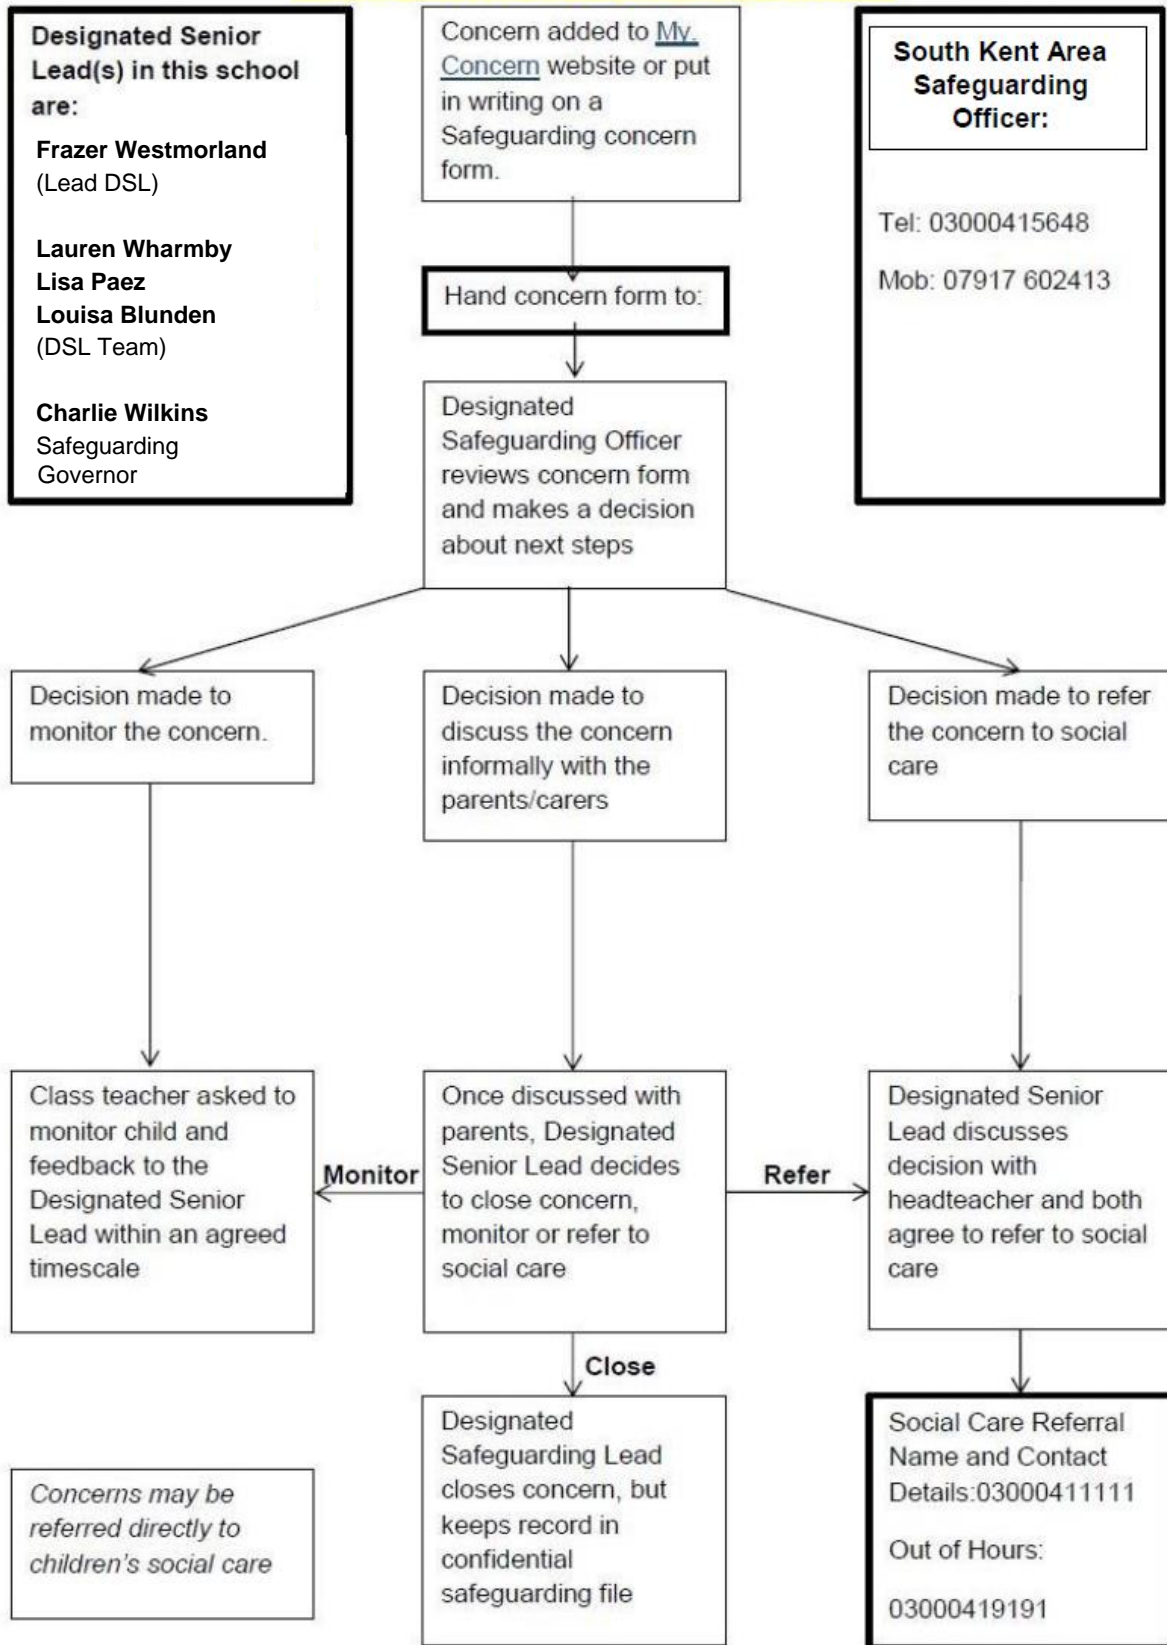 Designated Senior
Lead(s) in this school
are:
Frazer Westmorland
(Lead DSL)
Lauren Wharmby
Lisa Paez
Louisa Blunden
(DSL Team)
Charlie Wilkins
Safeguarding
Governor
Concern added to My.
Concern website or put
in writing on a
Safeguarding concern
form.
South Kent Area
Safeguarding
Officer:
Tel: 03000415648
Mob: 07917 602413
Hand concern form to:
Designated
Safeguarding Officer
reviews concern form
and makes a decision
about next steps
Decision made to
monitor the concern.
Decision made to
discuss the concern
informally with the
parents/carers
Decision made to refer
the concern to social
care
Class teacher asked to
monitor child and
feedback to the
Designated Senior
Lead within an agreed
timescale
Monitor
Once discussed with
parents, Designated
Senior Lead decides
to close concern,
monitor or refer to
social care
Refer
Designated Senior
Lead discusses
decision with
headteacher and both
agree to refer to social
care
Close
Concerns may be
referred directly to
children's social care
Designated
Safeguarding Lead
closes concern, but
keeps record in
confidential
safeguarding file
Social Care Referral
Name and Contact
Details:03000411111
Out of Hours:
03000419191